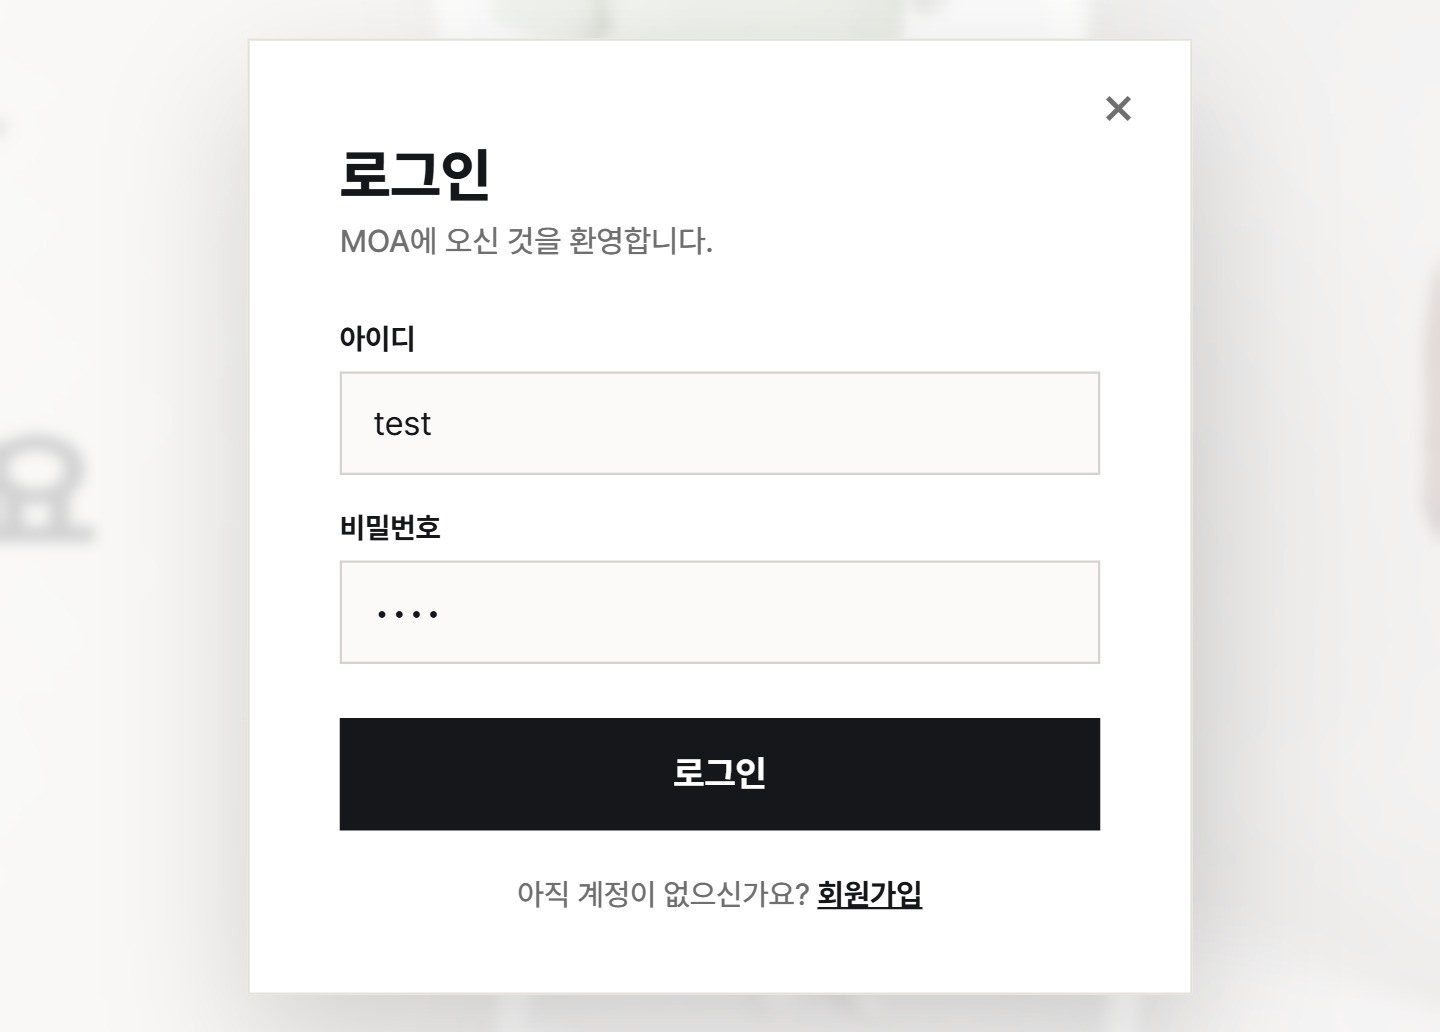 ✕
로그인
MOA에 오신 것을 환영합니다.
아이디
test
비밀번호
••••
로그인
아직 계정이 없으신가요? 회원가입
요